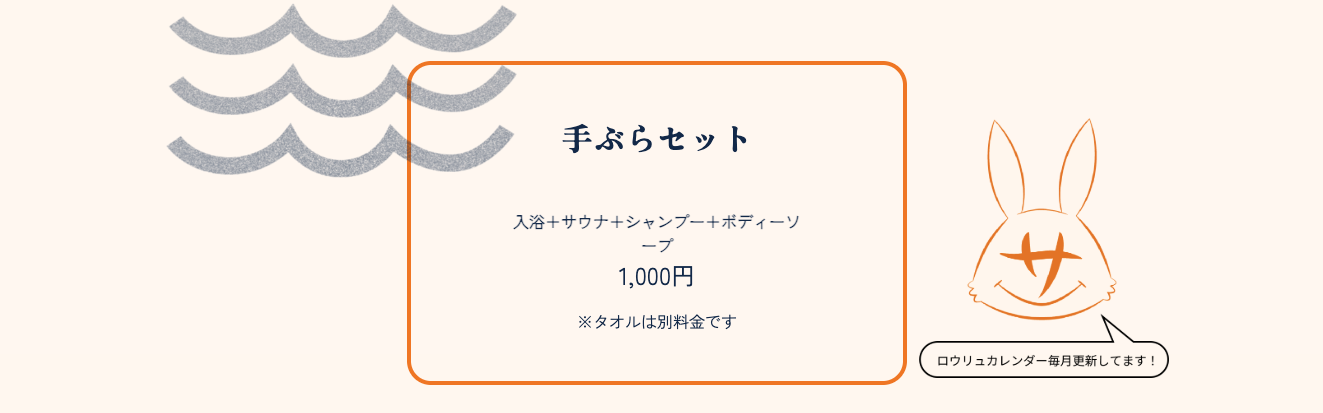 手ぶらセット
入浴＋サウナ＋シャンプー＋ボディーソ
ープ
1,000円
※タオルは別料金です
サ
ロウリュカレンダー毎月更新してます！